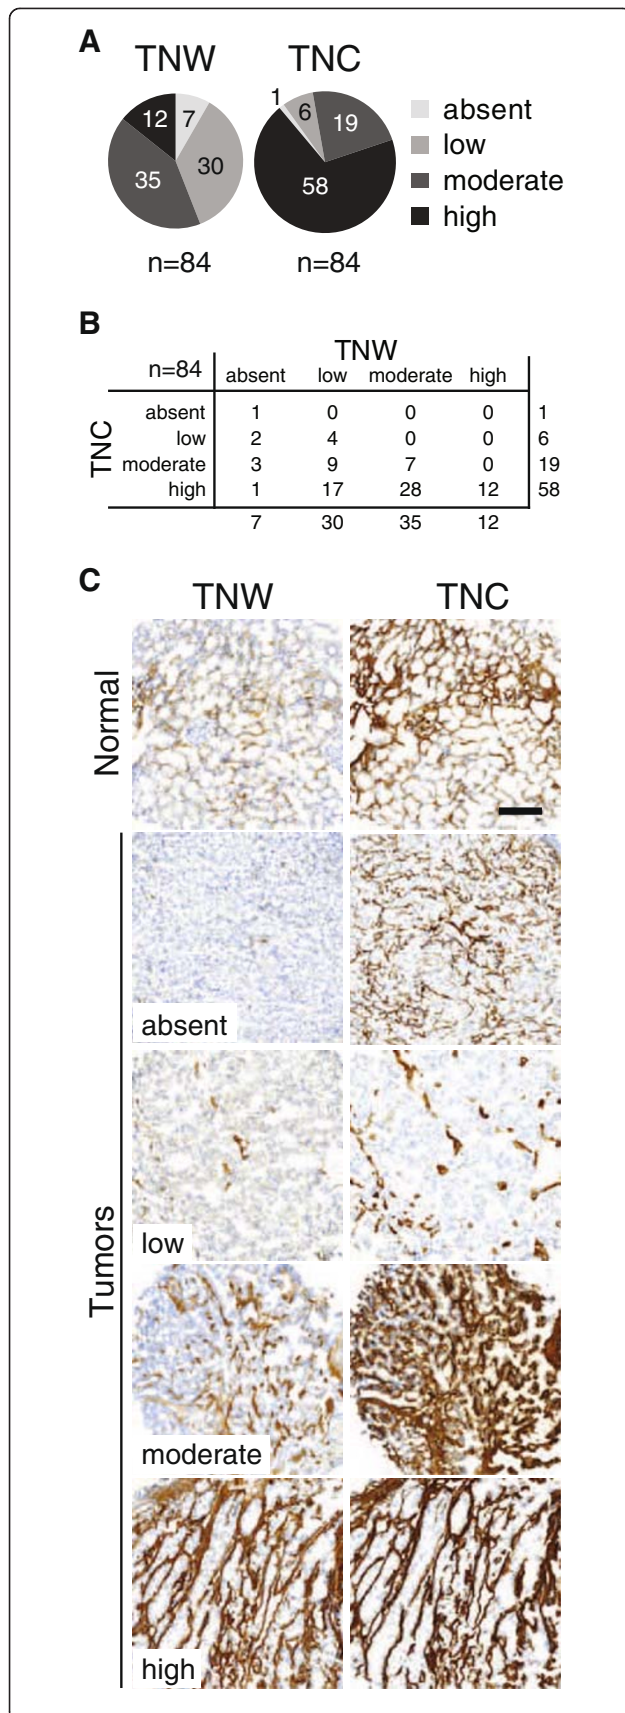 A
TNW TNC
12 7 30 35
1 6 19 58
absent
low
moderate
high
n=84 n=84
B
TNW
n=84 absent low moderate high
TNC
absent 1 0 0 0 1
low 2 4 0 0 6
moderate 3 9 7 0 19
high 1 17 28 12 58
7 30 35 12
C
TNW TNC
Normal
Tumors
absent
low
moderate
high